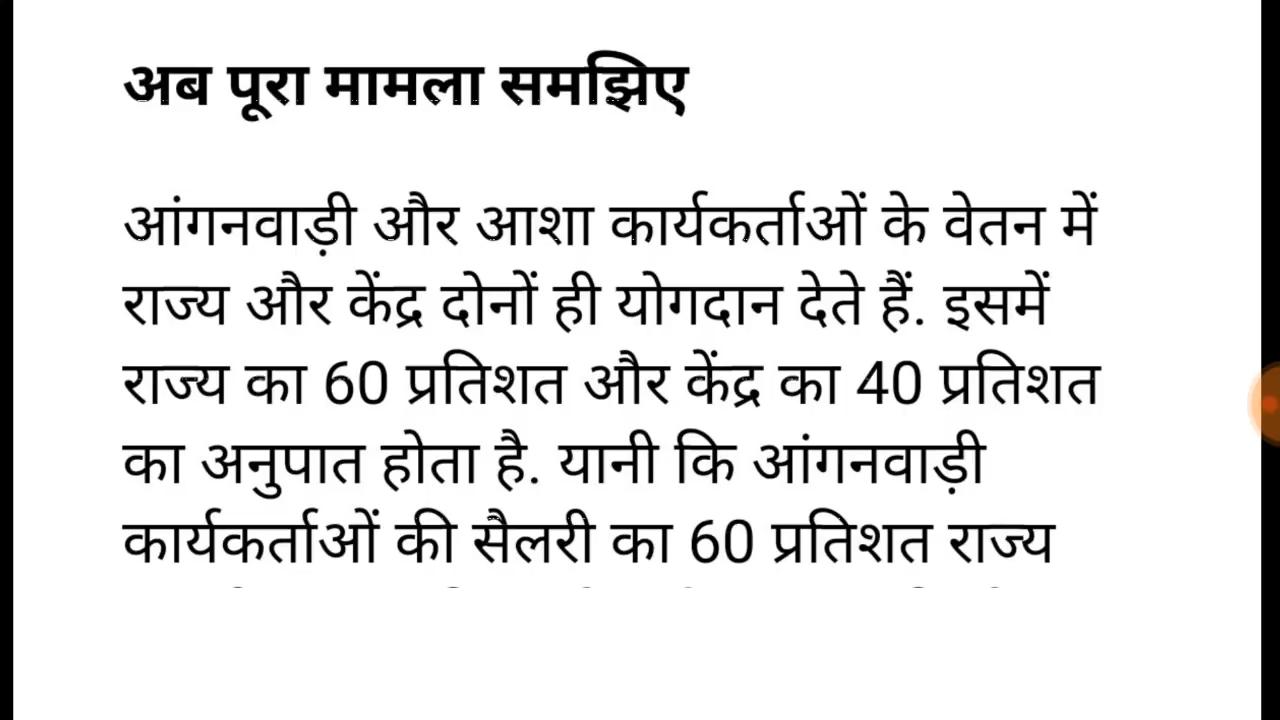 अब पूरा मामला समझिए
आंगनवाड़ी और आशा कार्यकर्ताओं के वेतन में
राज्य और केंद्र दोनों ही योगदान देते हैं. इसमें
राज्य का 60 प्रतिशत और केंद्र का 40 प्रतिशत
का अनुपात होता है. यानी कि आंगनवाड़ी
कार्यकर्ताओं की सैलरी का 60 प्रतिशत राज्य